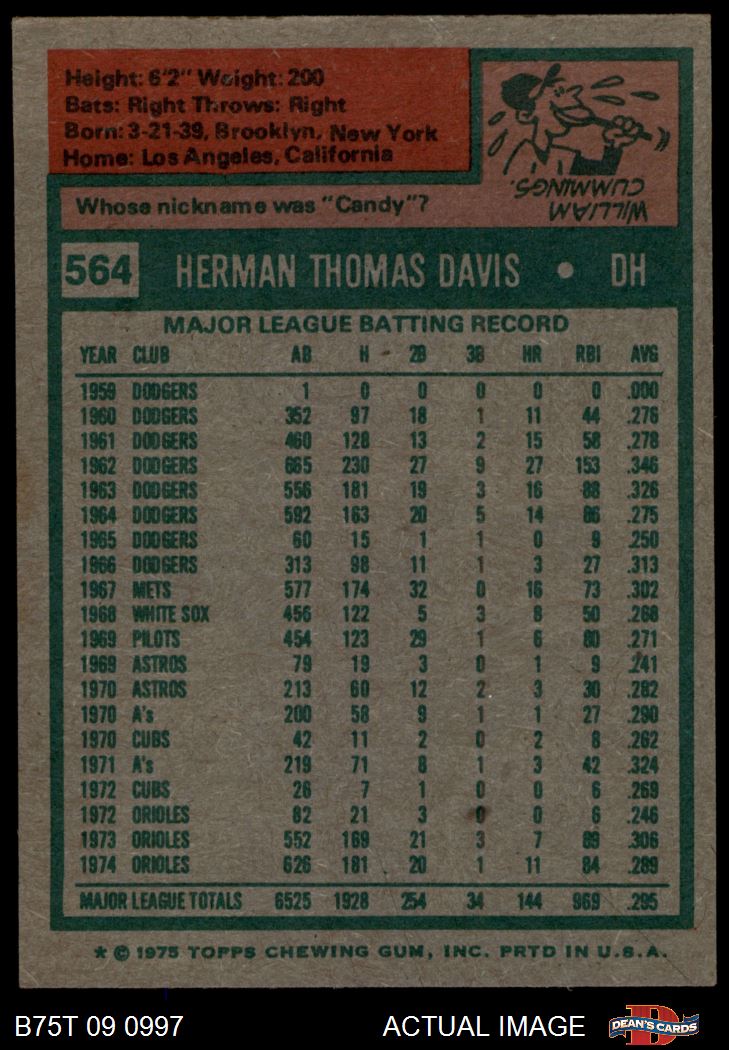 Height: 6'2" Weight: 200
Bats: Right Throws: Right
Born: 3-21-39, Brooklyn, New York
Home: Los Angeles, California
Whose nickname was "Candy"?
WILLIAM
CUMMINGS.
564 HERMAN THOMAS DAVIS • DH
MAJOR LEAGUE BATTING RECORD
YEAR CLUB AB H 2B 3B HR RBI AVG
1959 DODGERS 1 0 0 0 0 0 .000
1960 DODGERS 352 97 18 1 11 44 .276
1961 DODGERS 460 128 13 2 15 58 .278
1962 DODGERS 665 230 27 9 27 153 .346
1963 DODGERS 556 181 19 3 16 88 .326
1964 DODGERS 592 163 20 5 14 86 .275
1965 DODGERS 60 15 1 1 0 9 .250
1966 DODGERS 313 98 11 1 3 27 .313
1967 METS 577 174 32 0 16 73 .302
1968 WHITE SOX 456 122 5 3 8 50 .268
1969 PILOTS 454 123 29 1 6 80 .271
1969 ASTROS 79 19 3 0 1 9 .241
1970 ASTROS 213 60 12 2 3 30 .282
1970 A's 200 58 9 1 1 27 .290
1970 CUBS 42 11 2 0 2 8 .262
1971 A's 219 71 8 1 3 42 .324
1972 CUBS 26 7 1 0 0 6 .269
1972 ORIOLES 82 21 3 0 0 6 .246
1973 ORIOLES 552 169 21 3 7 89 .306
1974 ORIOLES 626 181 20 1 11 84 .289
MAJOR LEAGUE TOTALS 6525 1928 254 34 144 969 .295
* © 1975 TOPPS CHEWING GUM, INC. PRTD IN U.S.A.
B75T 09 0997 ACTUAL IMAGE DEAN'S CARDS